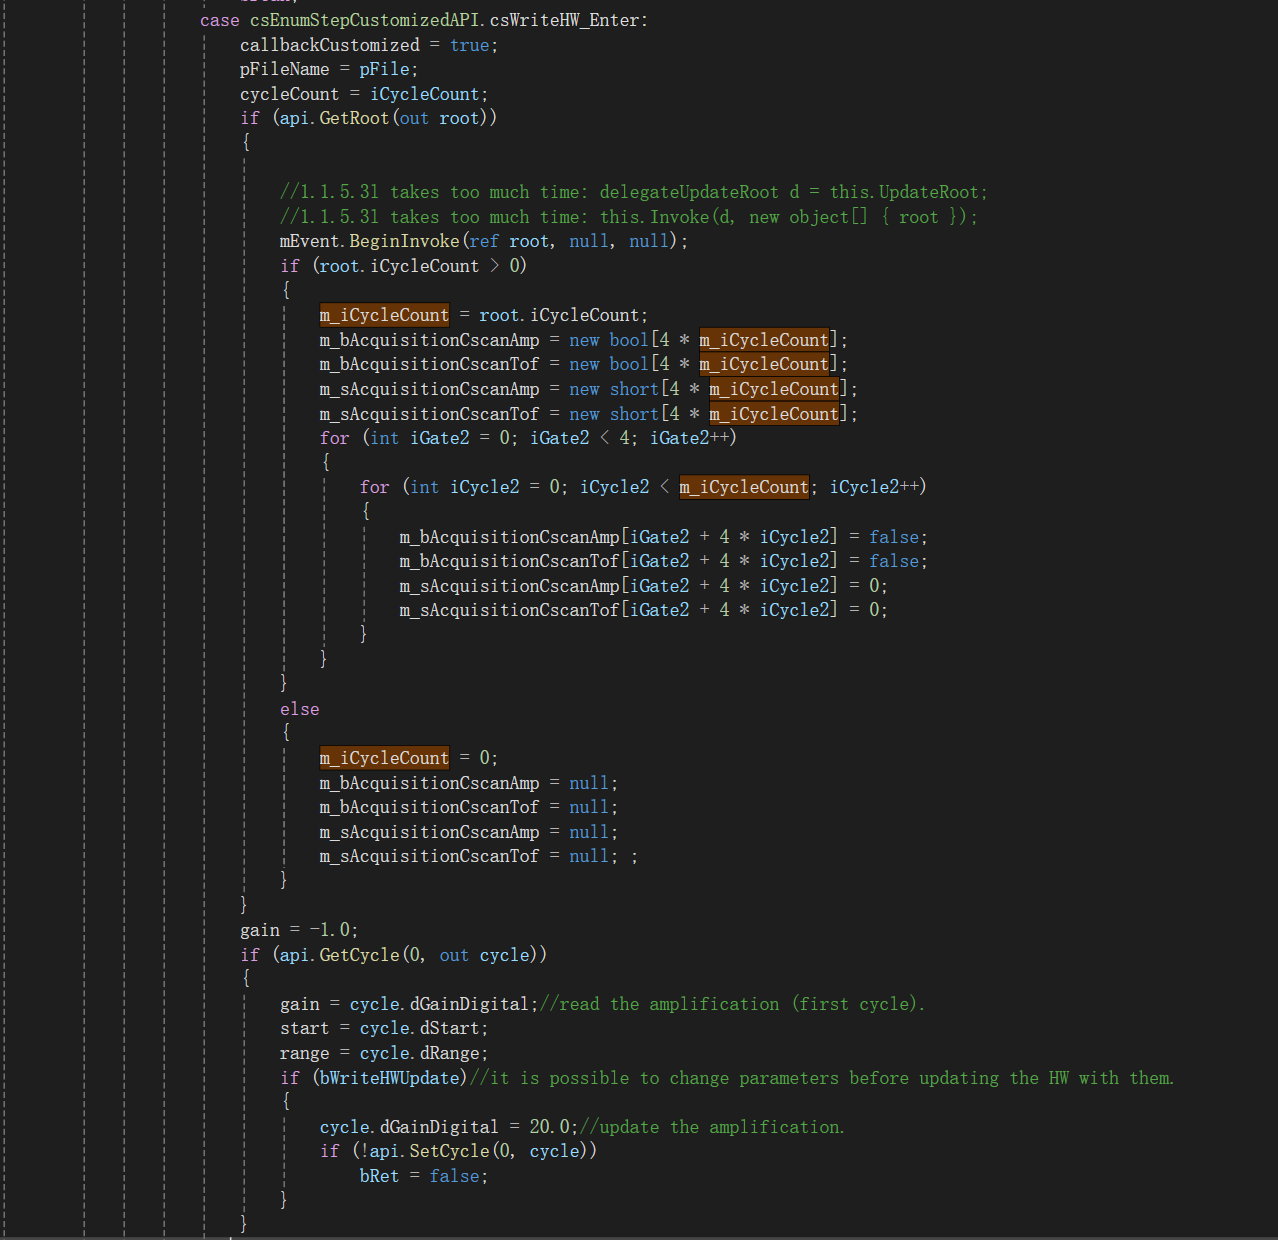 case csEnumStepCustomizedAPI.csWriteHW_Enter:
callbackCustomized = true;
pFileName = pFile;
cycleCount = iCycleCount;
if (api.GetRoot(out root))
{
//1.1.5.31 takes too much time: delegateUpdateRoot d = this.UpdateRoot;
//1.1.5.31 takes too much time: this.Invoke(d, new object[] { root });
mEvent.BeginInvoke(ref root, null, null);
if (root.iCycleCount > 0)
{
m_iCycleCount = root.iCycleCount;
m_bAcquisitionCscanAmp = new bool[4 * m_iCycleCount];
m_bAcquisitionCscanTof = new bool[4 * m_iCycleCount];
m_sAcquisitionCscanAmp = new short[4 * m_iCycleCount];
m_sAcquisitionCscanTof = new short[4 * m_iCycleCount];
for (int iGate2 = 0; iGate2 < 4; iGate2++)
{
for (int iCycle2 = 0; iCycle2 < m_iCycleCount; iCycle2++)
{
m_bAcquisitionCscanAmp[iGate2 + 4 * iCycle2] = false;
m_bAcquisitionCscanTof[iGate2 + 4 * iCycle2] = false;
m_sAcquisitionCscanAmp[iGate2 + 4 * iCycle2] = 0;
m_sAcquisitionCscanTof[iGate2 + 4 * iCycle2] = 0;
}
}
}
else
{
m_iCycleCount = 0;
m_bAcquisitionCscanAmp = null;
m_bAcquisitionCscanTof = null;
m_sAcquisitionCscanAmp = null;
m_sAcquisitionCscanTof = null; ;
}
}
gain = -1.0;
if (api.GetCycle(0, out cycle))
{
gain = cycle.dGainDigital;//read the amplification (first cycle).
start = cycle.dStart;
range = cycle.dRange;
if (bWriteHWUpdate)//it is possible to change parameters before updating the HW with them.
{
cycle.dGainDigital = 20.0;//update the amplification.
if (!api.SetCycle(0, cycle))
bRet = false;
}
}